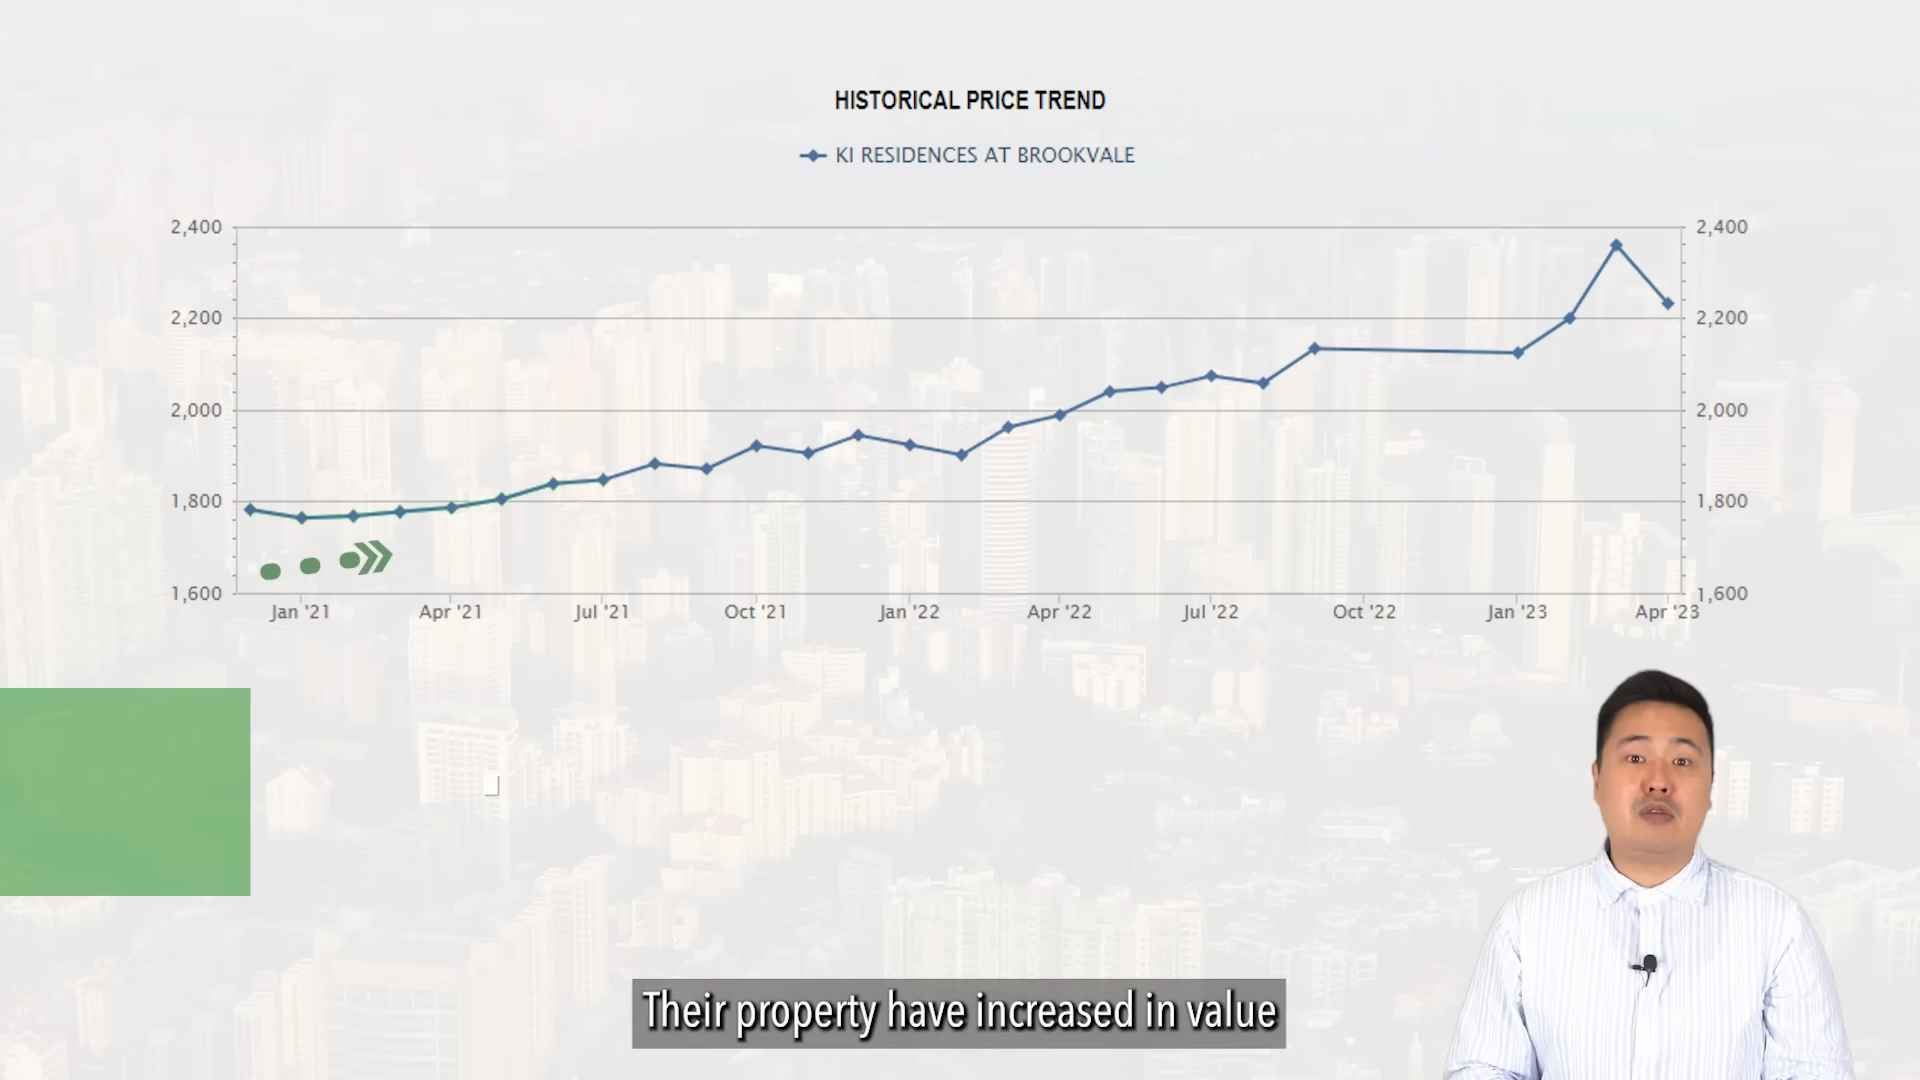 HISTORICAL PRICE TREND
KI RESIDENCES AT BROOKVALE
2,400 2,400
2,200 2,200
2,000 2,000
1,800 1,800
1,600 1,600
Jan '21 Apr '21 Jul '21 Oct '21 Jan '22 Apr '22 Jul '22 Oct '22 Jan '23 Apr '23
Their property have increased in value